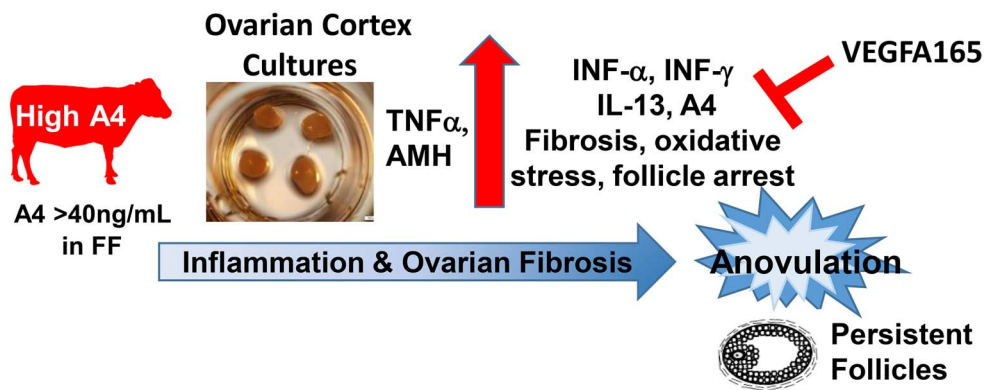 Ovarian Cortex
Cultures
High A4
A4 >40ng/mL
in FF
TNFα,
AMH
INF-α, INF-γ
IL-13, A4
Fibrosis, oxidative
stress, follicle arrest
VEGFA165
Inflammation & Ovarian Fibrosis
Anovulation
Persistent
Follicles